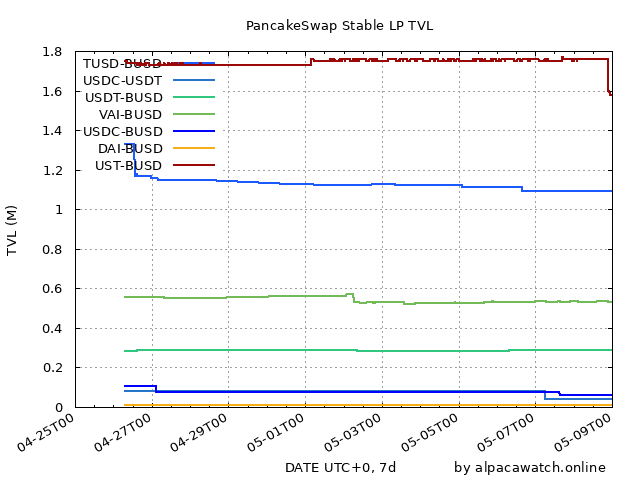 PancakeSwap Stable LP TVL
TVL (M)
1.8
1.6
1.4
1.2
1
0.8
0.6
0.4
0.2
0
TUSD-BUSD
USDC-USDT
USDT-BUSD
VAI-BUSD
USDC-BUSD
DAI-BUSD
UST-BUSD
04-25T00
04-27T00
04-29T00
05-01T00
05-03T00
05-05T00
05-07T00
05-09T00
DATE UTC+0, 7d
by alpacawatch.online